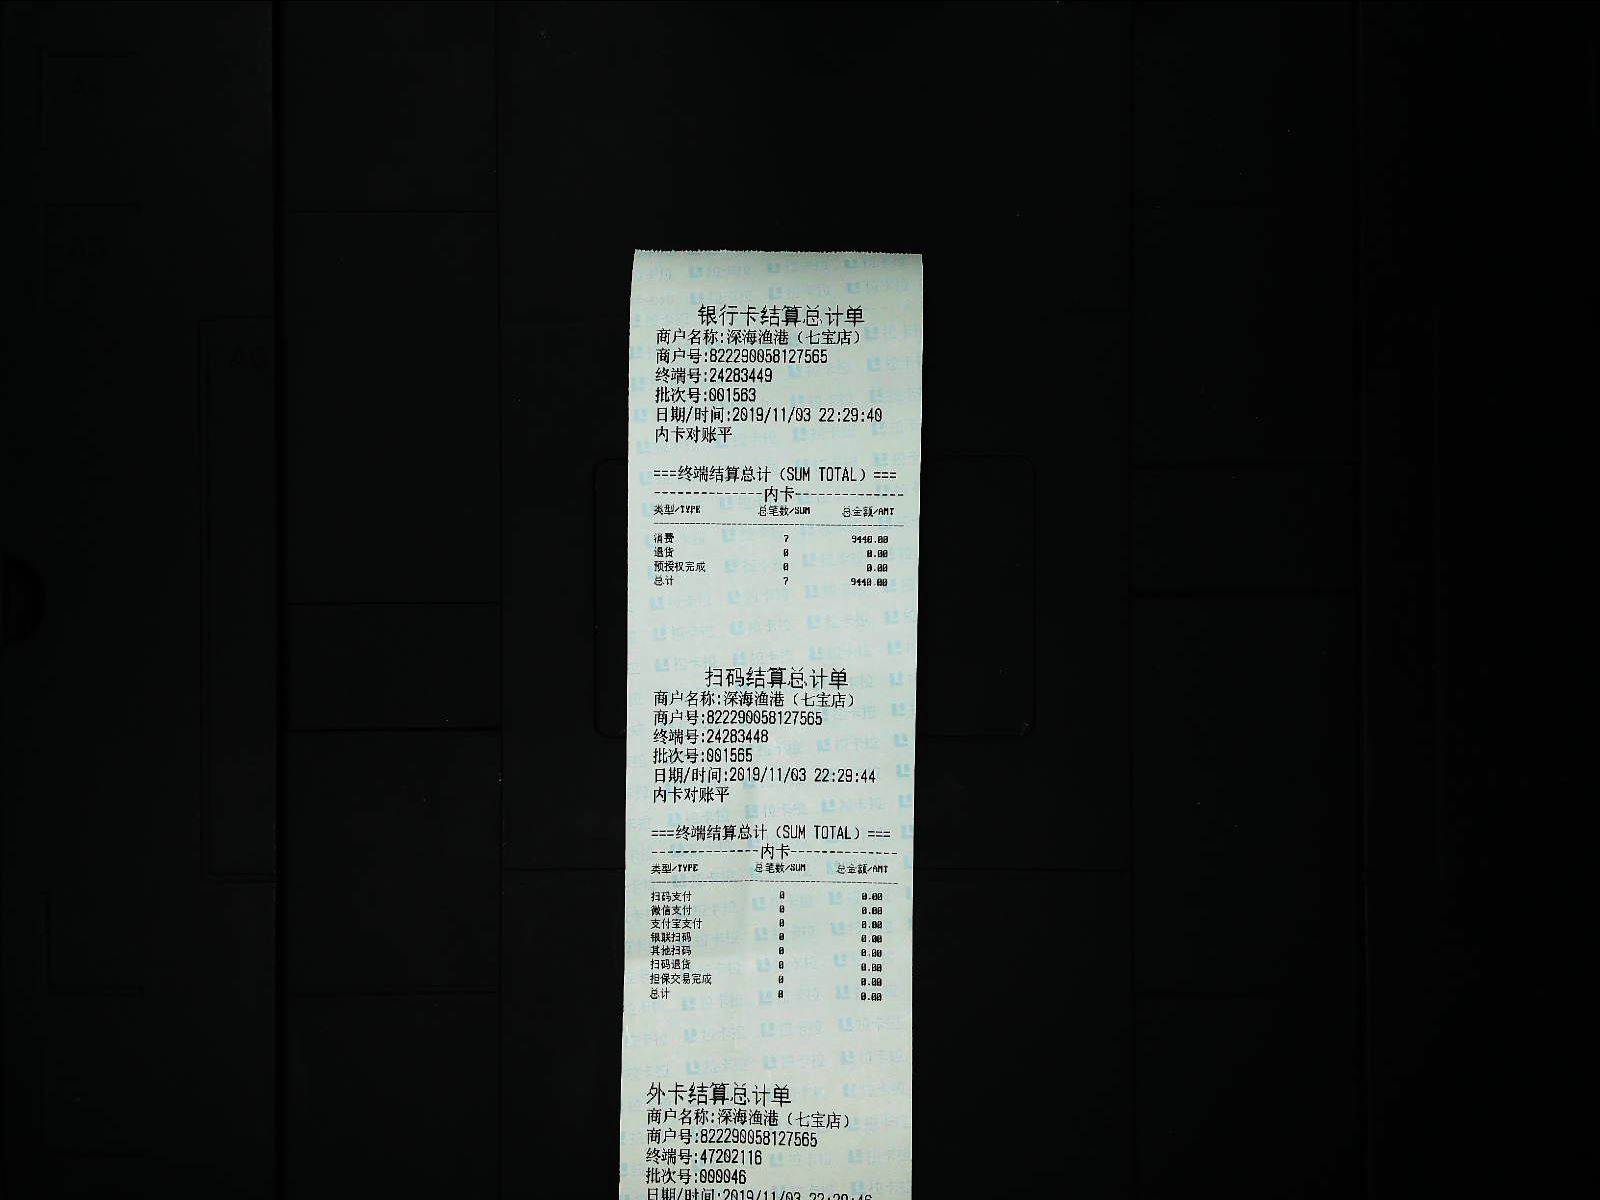 银行卡结算总计单
商户名称:深海渔港（七宝店）
商户号:822290058127565
终端号:24283449
批次号:001563
日期/时间:2019/11/03 22:29:40
内卡对账平
===终端结算总计（SUM TOTAL）===
--------------内卡--------------
类型/TYPE 总笔数/SUM 总金额/AMT
消费 7 9440.00
退货 0 0.00
预授权完成 0 0.00
总计 7 9440.00
扫码结算总计单
商户名称:深海渔港（七宝店）
商户号:822290058127565
终端号:24283448
批次号:001565
日期/时间:2019/11/03 22:29:44
内卡对账平
===终端结算总计（SUM TOTAL）===
--------------内卡--------------
类型/TYPE 总笔数/SUM 总金额/AMT
扫码支付 0 0.00
微信支付 0 0.00
支付宝支付 0 0.00
银联扫码 0 0.00
其他扫码 0 0.00
扫码退货 0 0.00
担保交易完成 0 0.00
总计 0 0.00
外卡结算总计单
商户名称:深海渔港（七宝店）
商户号:822290058127565
终端号:47202116
批次号:000046
日期/时间:2019/11/03 22:29:46